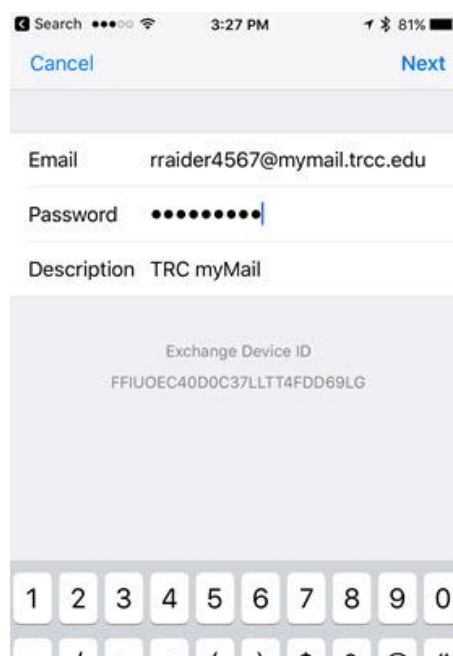 Search 3:27 PM 81%
Cancel Next
Email rraider4567@mymail.trcc.edu
Password •••••••••
Description TRC myMail
Exchange Device ID
FFIUOEC40D0C37LLTT4FDD69LG
1 2 3 4 5 6 7 8 9 0